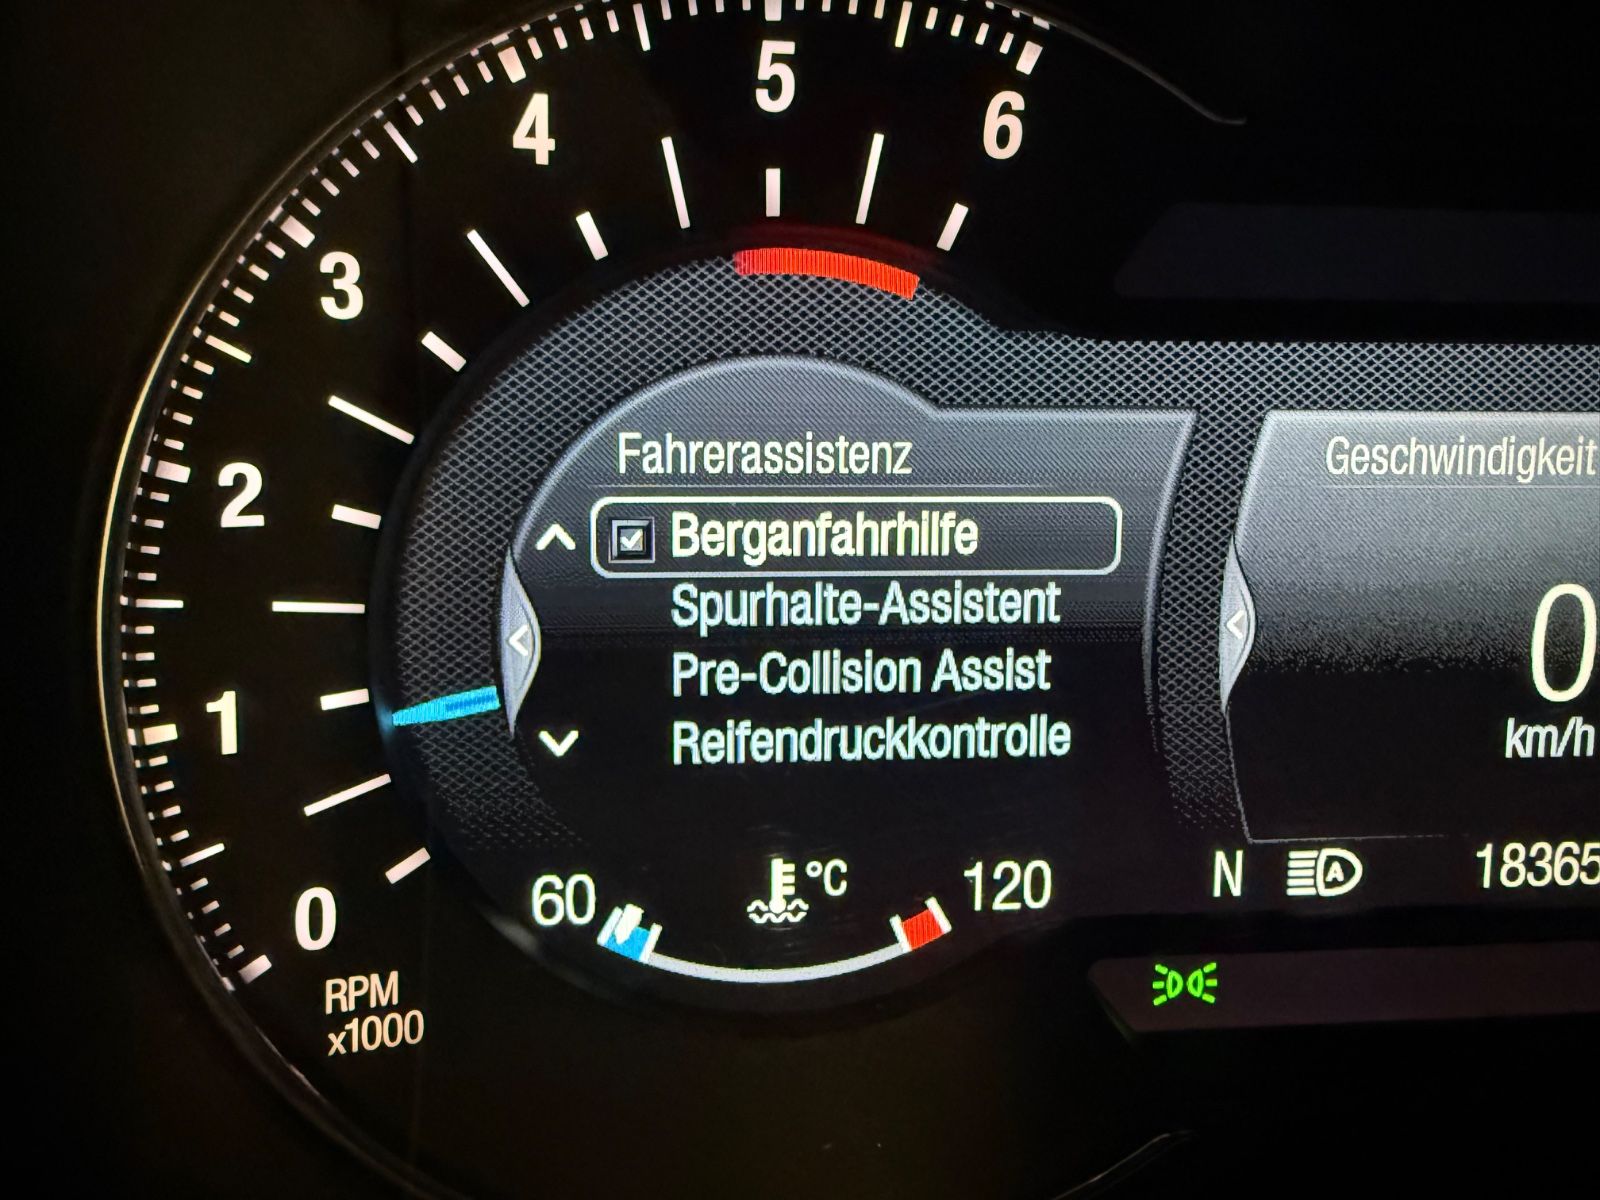 5
4
6
3
2
1
0
RPM
x1000
Fahrerassistenz
Berganfahrhilfe
Spurhalte-Assistent
Pre-Collision Assist
Reifendruckkontrolle
60
°C
120
Geschwindigkeit
0
km/h
N
A
18365